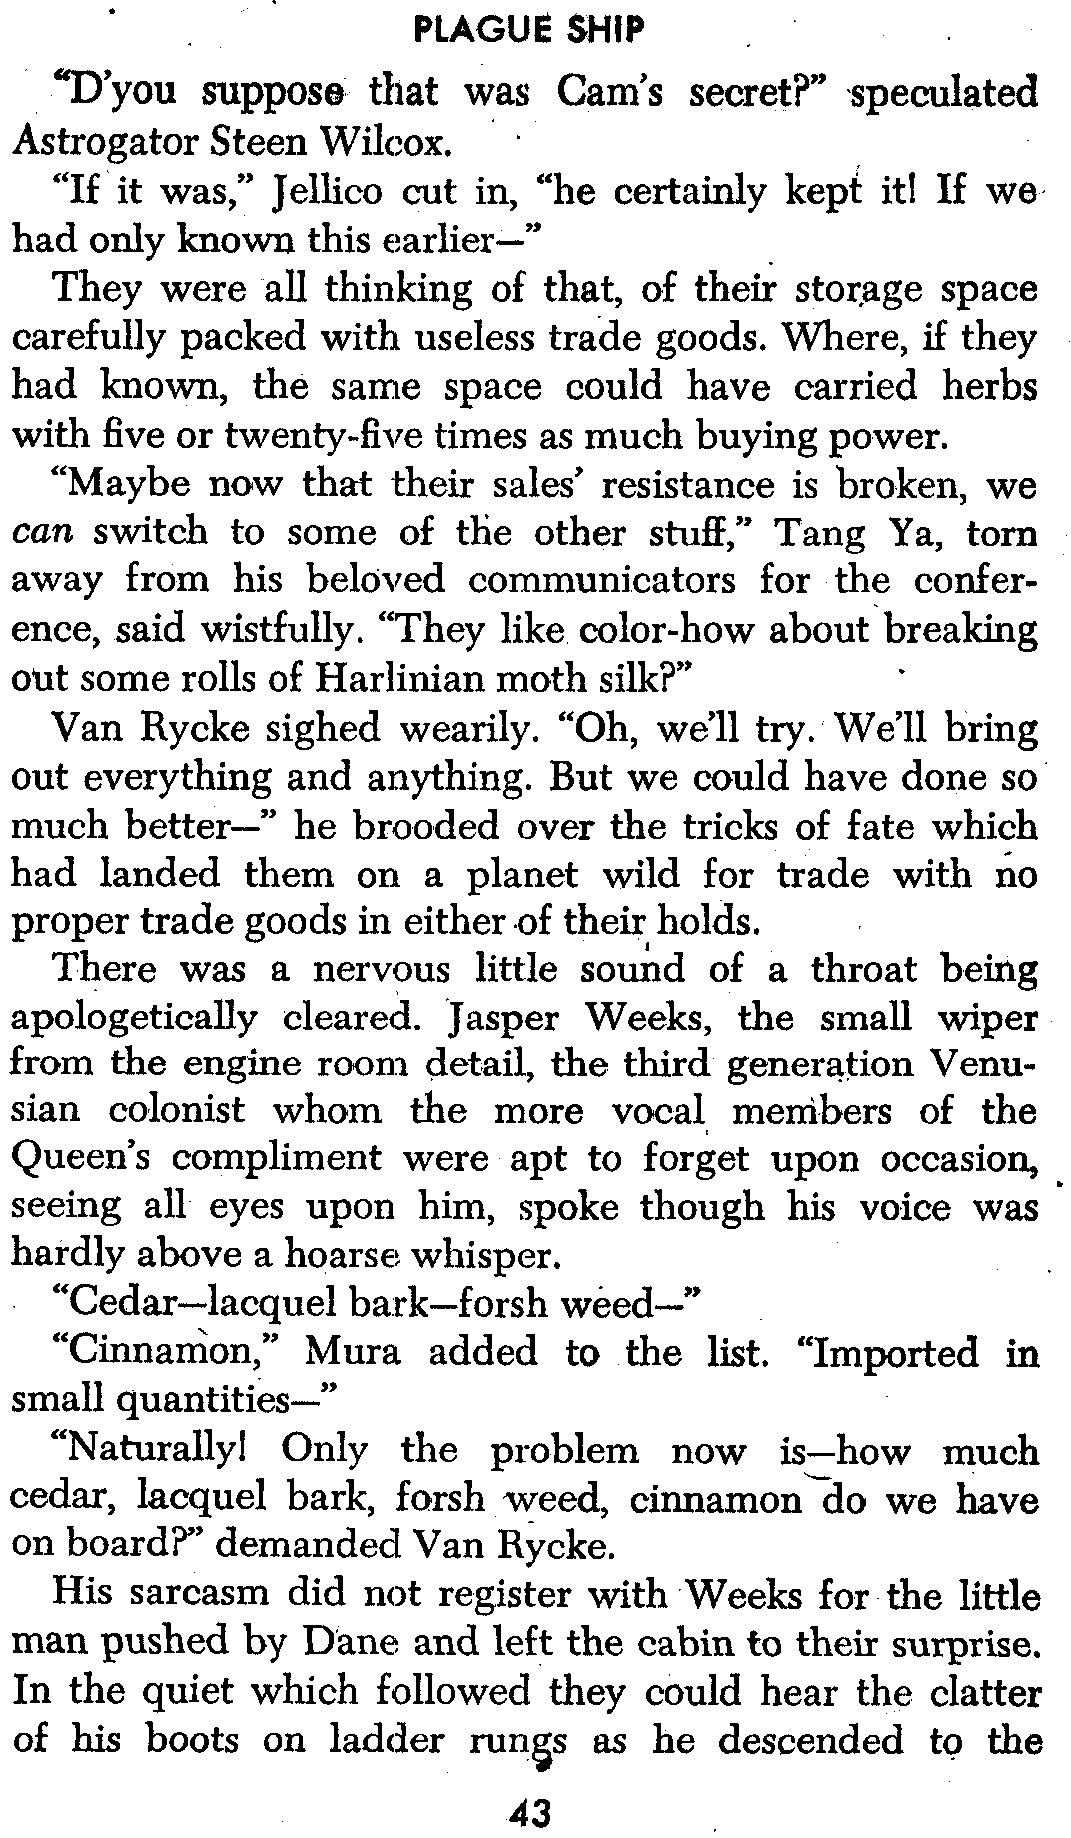 PLAGUE SHIP
“D’you suppose that was Cam’s secret?” speculated
Astrogator Steen Wilcox.
“If it was,” Jellico cut in, “he certainly kept it! If we
had only known this earlier—”
They were all thinking of that, of their storage space
carefully packed with useless trade goods. Where, if they
had known, the same space could have carried herbs
with five or twenty-five times as much buying power.
“Maybe now that their sales’ resistance is broken, we
can switch to some of the other stuff,” Tang Ya, torn
away from his beloved communicators for the confer-
ence, said wistfully. “They like color-how about breaking
out some rolls of Harlinian moth silk?”
Van Rycke sighed wearily. “Oh, we’ll try. We’ll bring
out everything and anything. But we could have done so
much better—” he brooded over the tricks of fate which
had landed them on a planet wild for trade with no
proper trade goods in either of their holds.
There was a nervous little sound of a throat being
apologetically cleared. Jasper Weeks, the small wiper
from the engine room detail, the third generation Venu-
sian colonist whom the more vocal members of the
Queen’s compliment were apt to forget upon occasion,
seeing all eyes upon him, spoke though his voice was
hardly above a hoarse whisper.
“Cedar—lacquel bark—forsh weed—”
“Cinnamon,” Mura added to the list. “Imported in
small quantities—”
“Naturally! Only the problem now is—how much
cedar, lacquel bark, forsh weed, cinnamon do we have
on board?” demanded Van Rycke.
His sarcasm did not register with Weeks for the little
man pushed by Dane and left the cabin to their surprise.
In the quiet which followed they could hear the clatter
of his boots on ladder rungs as he descended to the
43